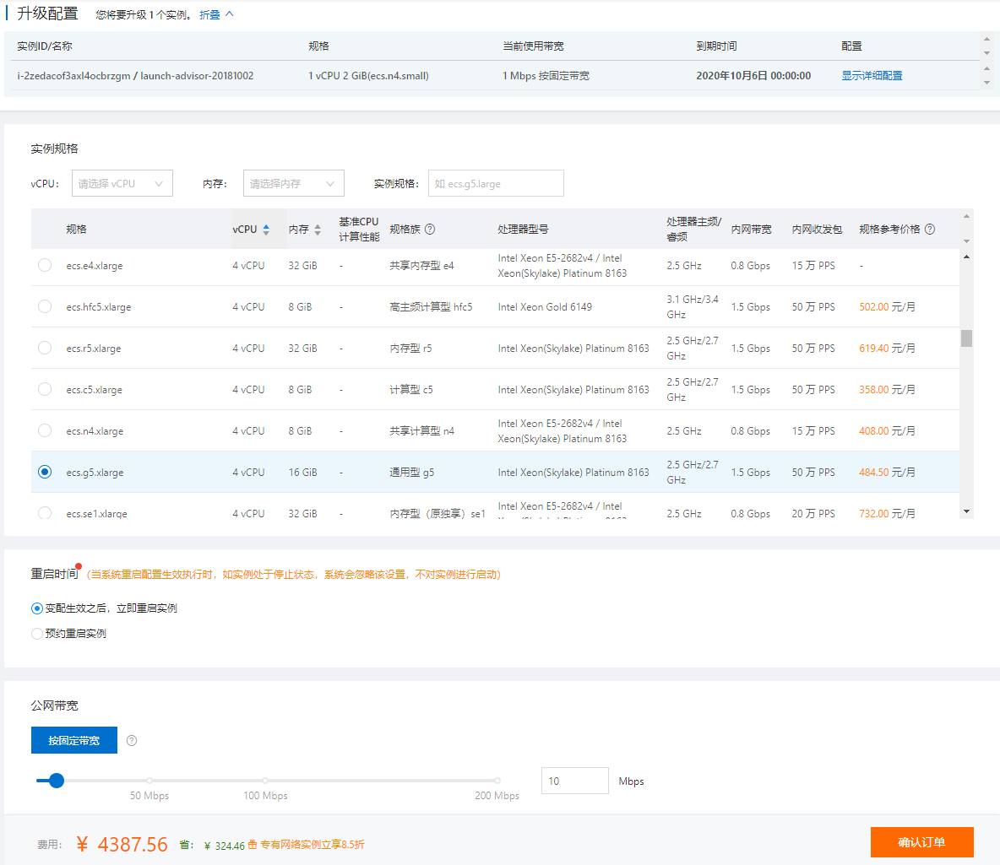 升级配置 您将要升级 1 个实例。 折叠
实例ID/名称 规格 当前使用带宽 到期时间 配置
i-2zedacof3axl4ocbrzgm / launch-advisor-20181002 1 vCPU 2 GiB(ecs.n4.small) 1 Mbps 按固定带宽 2020年10月6日 00:00:00 显示详细配置
实例规格
vCPU： 请选择 vCPU 内存： 请选择内存 实例规格： 如 ecs.g5.large
规格 vCPU 内存 基准CPU计算性能 规格族 处理器型号 处理器主频/睿频 内网带宽 内网收发包 规格参考价格
ecs.e4.xlarge 4 vCPU 32 GiB - 共享内存型 e4 Intel Xeon E5-2682v4 / Intel Xeon(Skylake) Platinum 8163 2.5 GHz 0.8 Gbps 15 万 PPS -
ecs.hfc5.xlarge 4 vCPU 8 GiB - 高主频计算型 hfc5 Intel Xeon Gold 6149 3.1 GHz/3.4 GHz 1.5 Gbps 50 万 PPS 502.00 元/月
ecs.r5.xlarge 4 vCPU 32 GiB - 内存型 r5 Intel Xeon(Skylake) Platinum 8163 2.5 GHz/2.7 GHz 1.5 Gbps 50 万 PPS 619.40 元/月
ecs.c5.xlarge 4 vCPU 8 GiB - 计算型 c5 Intel Xeon(Skylake) Platinum 8163 2.5 GHz/2.7 GHz 1.5 Gbps 50 万 PPS 358.00 元/月
ecs.n4.xlarge 4 vCPU 8 GiB - 共享计算型 n4 Intel Xeon E5-2682v4 / Intel Xeon(Skylake) Platinum 8163 2.5 GHz 0.8 Gbps 15 万 PPS 408.00 元/月
ecs.g5.xlarge 4 vCPU 16 GiB - 通用型 g5 Intel Xeon(Skylake) Platinum 8163 2.5 GHz/2.7 GHz 1.5 Gbps 50 万 PPS 484.50 元/月
ecs.se1.xlarge 4 vCPU 32 GiB - 内存型（原独享）se1 Intel Xeon E5-2682v4 / Intel 2.5 GHz 0.8 Gbps 20 万 PPS 732.00 元/月
重启时间 (当系统重启配置生效执行时，如实例处于停止状态，系统会忽略该设置，不对实例进行启动)
变配生效之后，立即重启实例
预约重启实例
公网带宽
按固定带宽
50 Mbps 100 Mbps 200 Mbps 10 Mbps
费用： ¥ 4387.56 省： ¥ 324.46 专有网络实例立享8.5折 确认订单